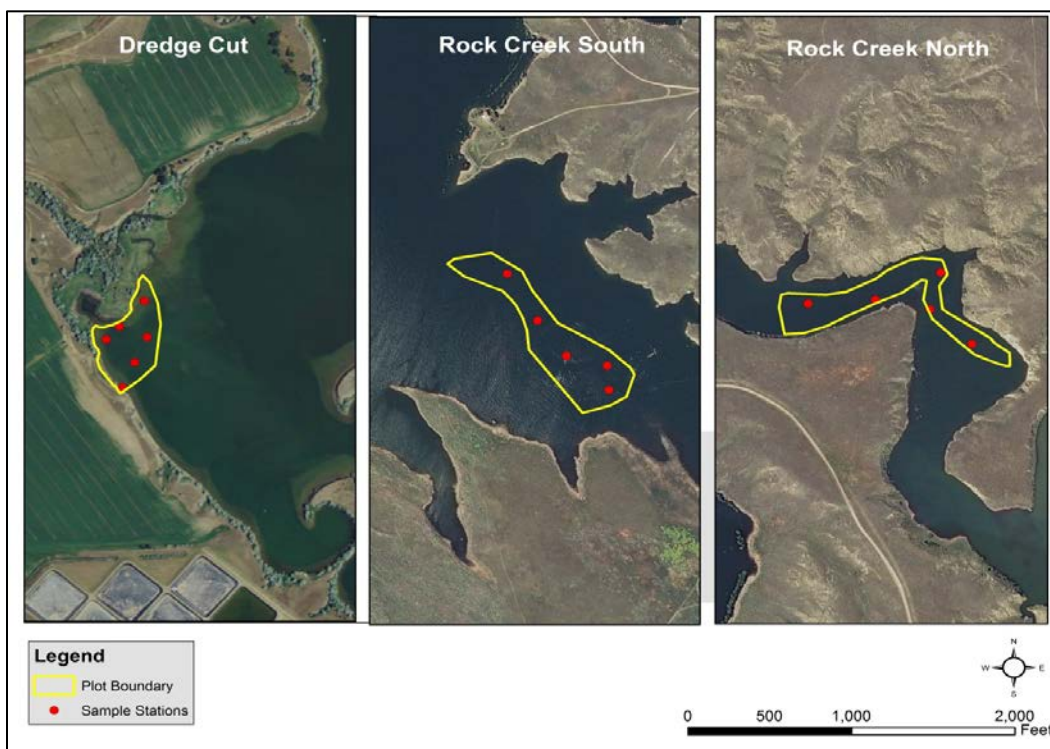 Dredge Cut
Rock Creek South
Rock Creek North
Legend
Plot Boundary
Sample Stations
N
W E
S
0 500 1,000 2,000
Feet